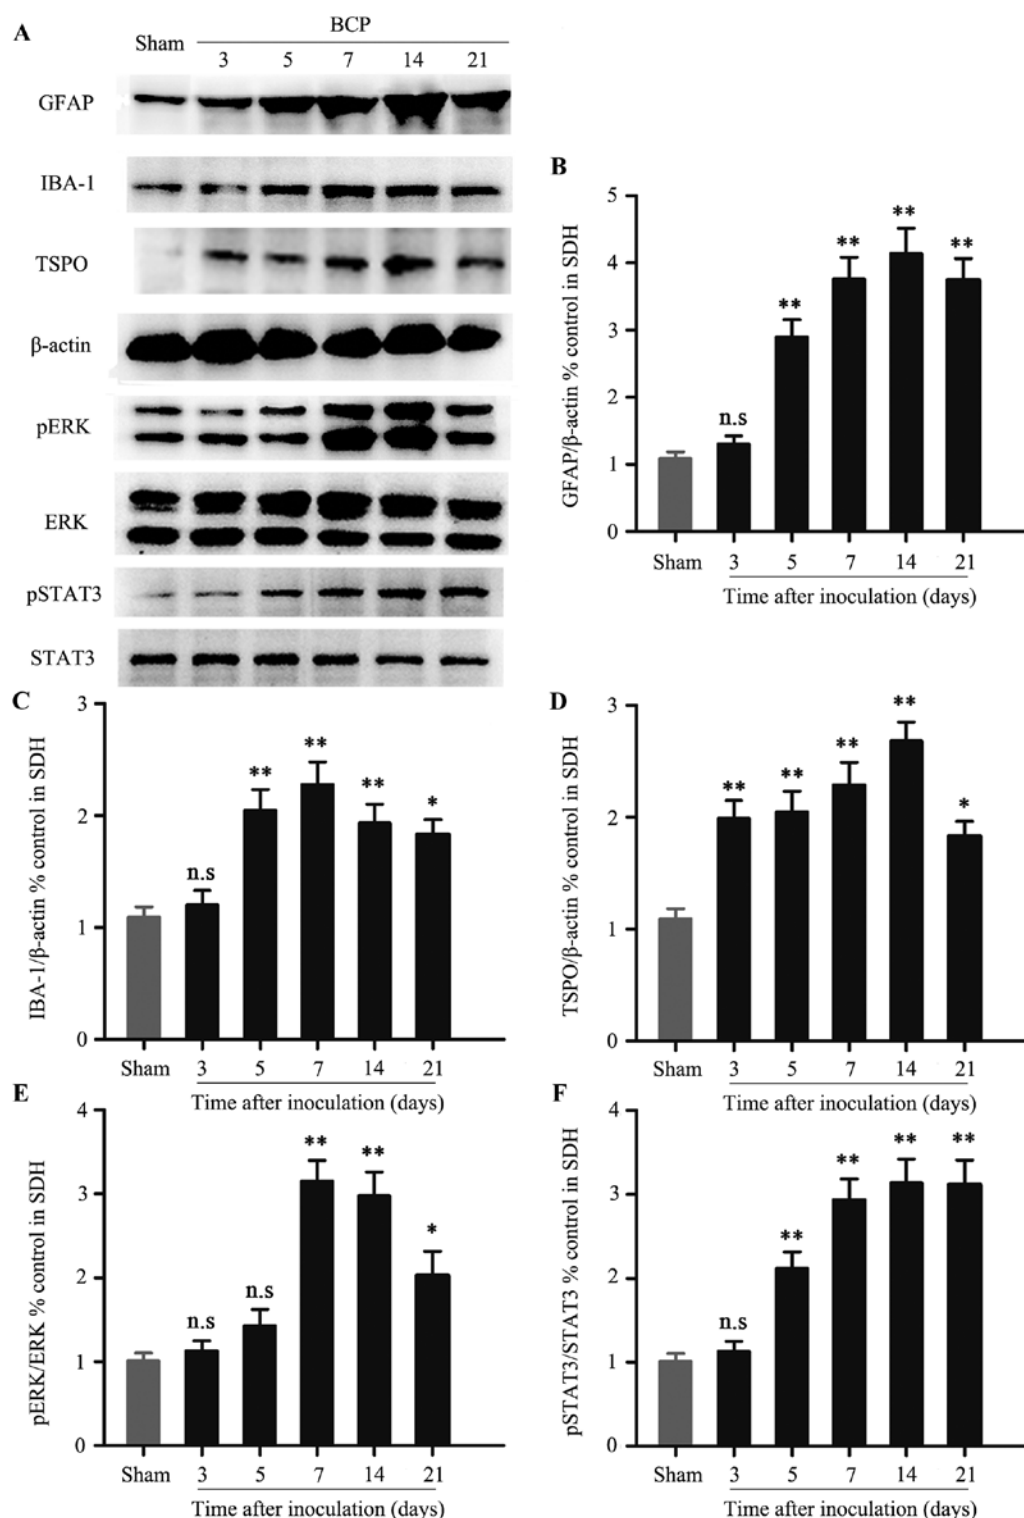 A
Sham
BCP
3 5 7 14 21
GFAP
IBA-1
TSPO
β-actin
pERK
ERK
pSTAT3
STAT3
B
GFAP/β-actin % control in SDH
5
4
3
2
1
0
n.s
**
**
**
**
Sham 3 5 7 14 21
Time after inoculation (days)
C
IBA-1/β-actin % control in SDH
3
2
1
0
n.s
**
**
**
*
Sham 3 5 7 14 21
Time after inoculation (days)
D
TSPO/β-actin % control in SDH
3
2
1
0
**
**
**
**
*
Sham 3 5 7 14 21
Time after inoculation (days)
E
pERK/ERK % control in SDH
4
3
2
1
0
n.s
n.s
**
**
*
Sham 3 5 7 14 21
Time after inoculation (days)
F
pSTAT3/STAT3 % control in SDH
4
3
2
1
0
n.s
**
**
**
**
Sham 3 5 7 14 21
Time after inoculation (days)